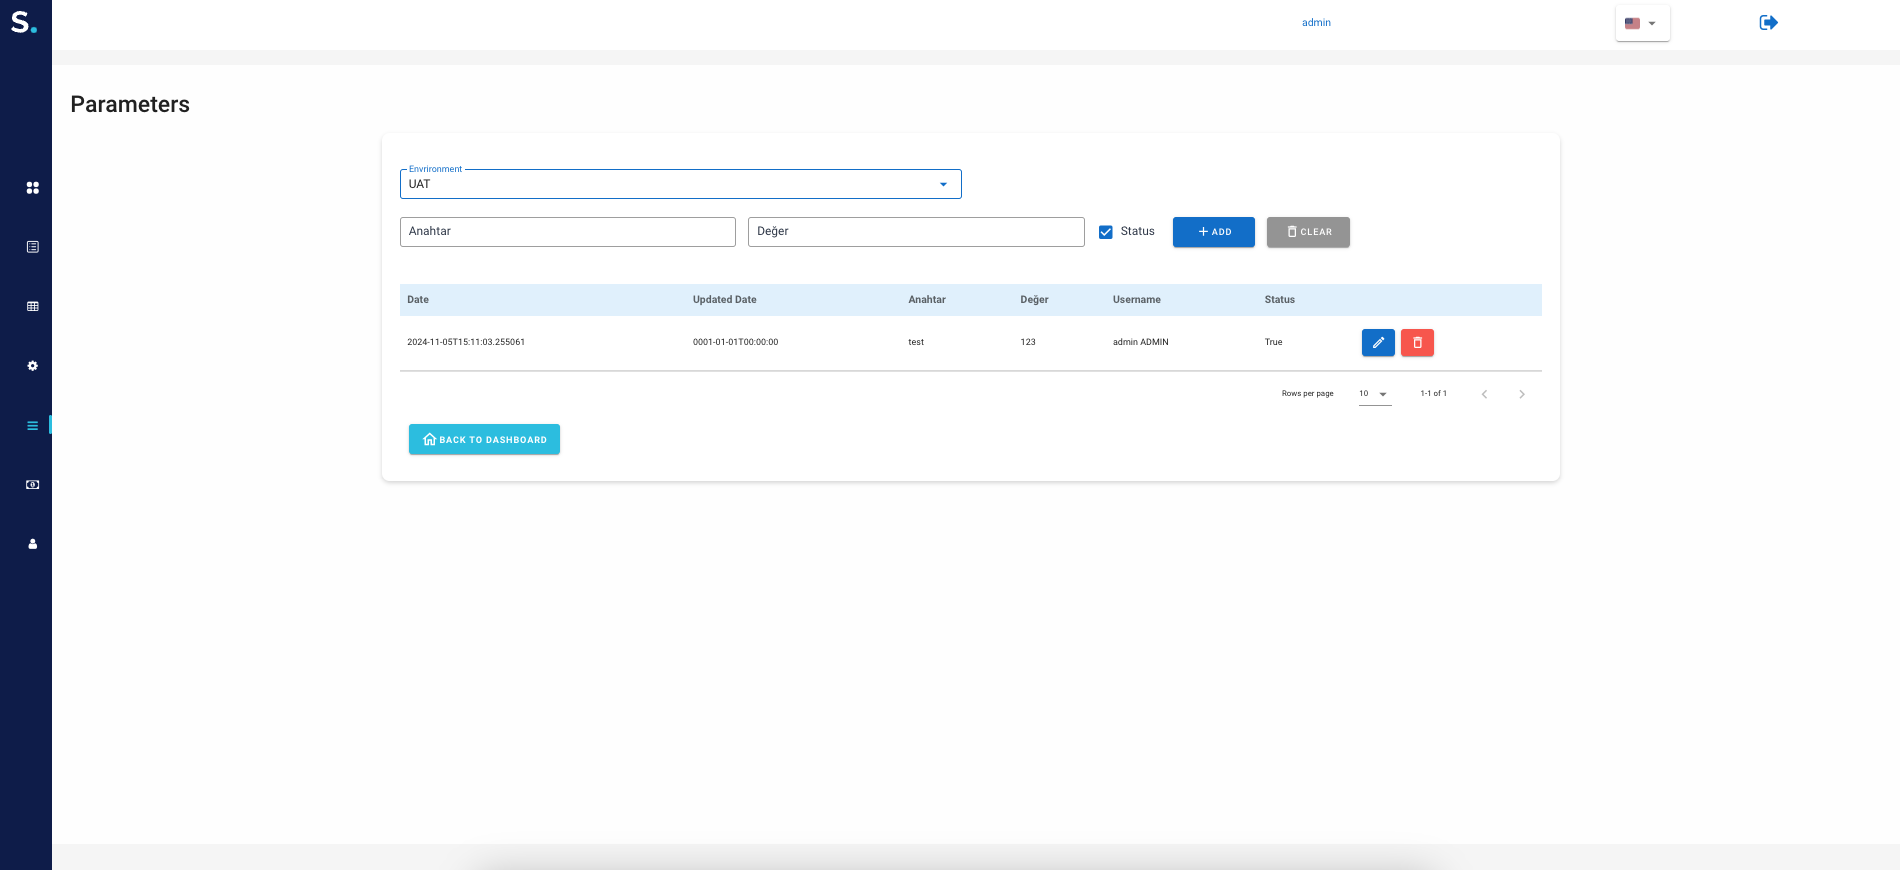 S.
admin
Parameters
Envrironment
UAT
Anahtar Değer Status ADD CLEAR
Date Updated Date Anahtar Değer Username Status
2024-11-05T15:11:03.255061 0001-01-01T00:00:00 test 123 admin ADMIN True
Rows per page 10 1-1 of 1
BACK TO DASHBOARD